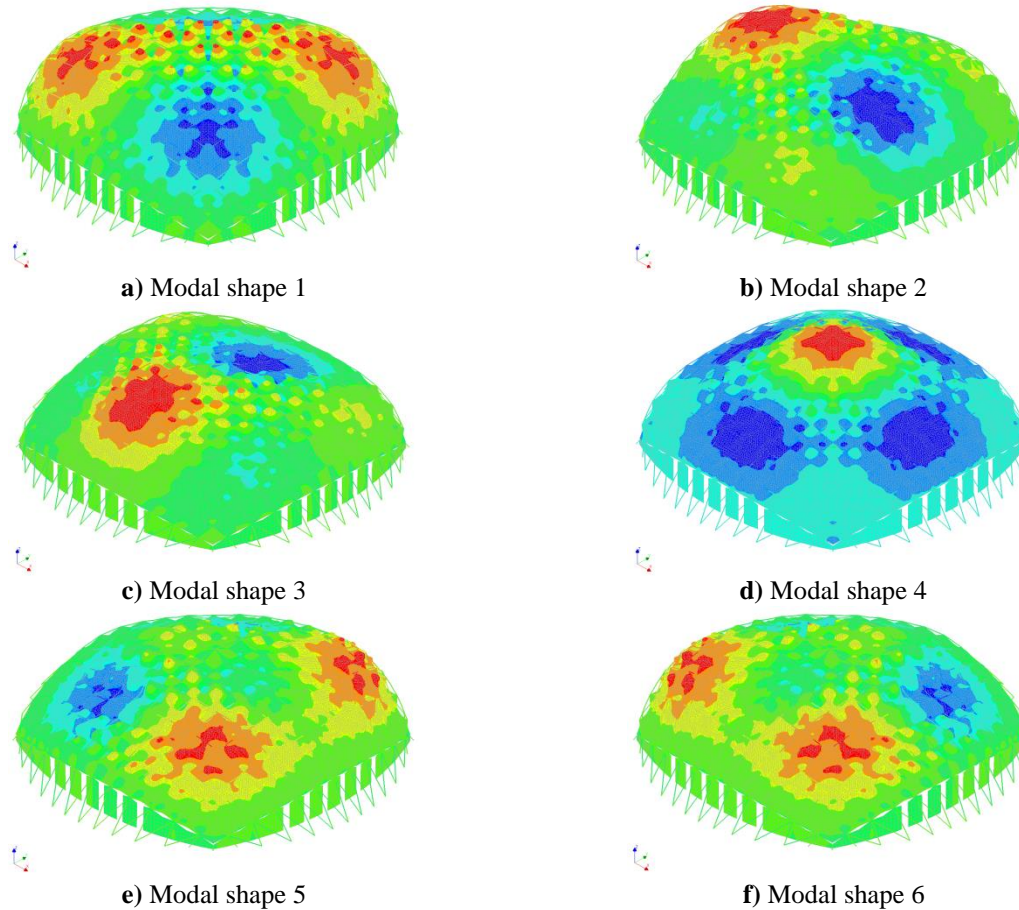 a) Modal shape 1
b) Modal shape 2
c) Modal shape 3
d) Modal shape 4
e) Modal shape 5
f) Modal shape 6